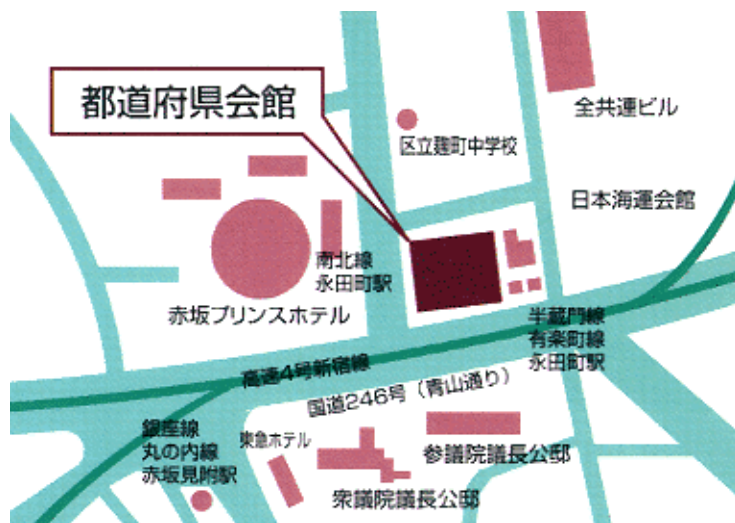 都道府県会館
全共連ビル
区立麹町中学校
日本海運会館
南北線
永田町駅
赤坂プリンスホテル
半蔵門線
有楽町線
永田町駅
高速4号新宿線
国道246号（青山通り）
銀座線
丸の内線
赤坂見附駅
東急ホテル
参議院議長公邸
衆議院議長公邸